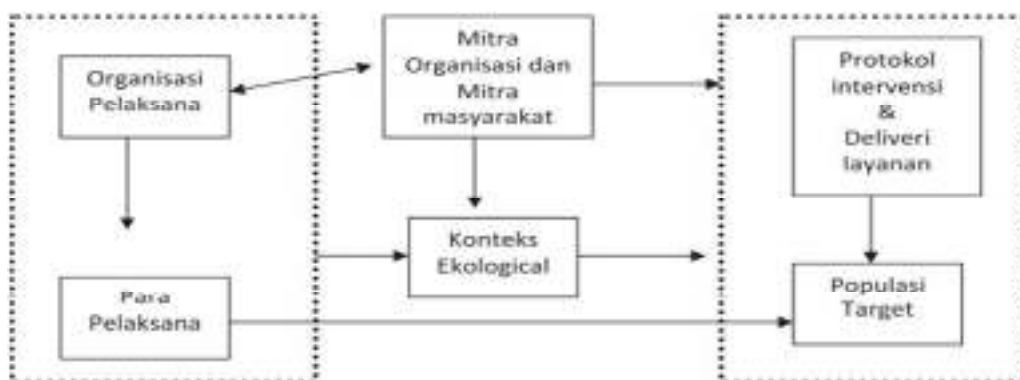 Organisasi
Pelaksana
Mitra
Organisasi dan
Mitra
masyarakat
Protokol
intervensi
&
Deliveri
layanan
Konteks
Ekological
Para
Pelaksana
Populasi
Target